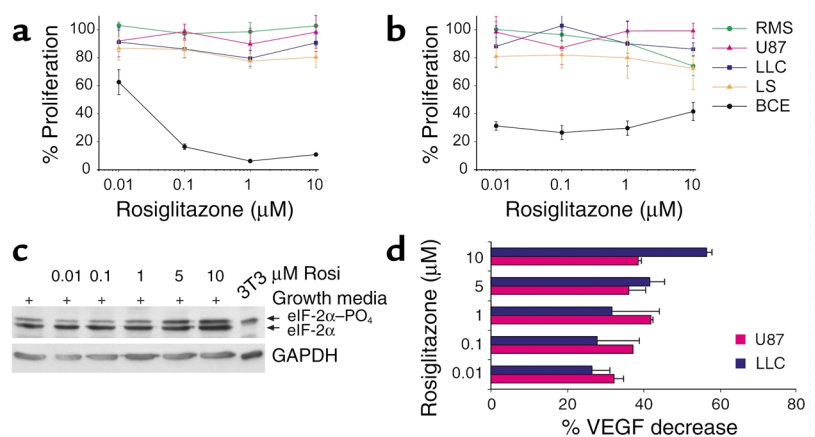 a
% Proliferation
100
80
60
40
20
0
0.01 0.1 1 10
Rosiglitazone (μM)
b
% Proliferation
100
80
60
40
20
0
0.01 0.1 1 10
Rosiglitazone (μM)
RMS
U87
LLC
LS
BCE
c
0.01 0.1 1 5 10 μM Rosi
3T3
+ + + + + + Growth media
eIF-2α–PO4
eIF-2α
GAPDH
d
Rosiglitazone (μM)
10
5
1
0.1
0.01
U87
LLC
0 20 40 60 80
% VEGF decrease